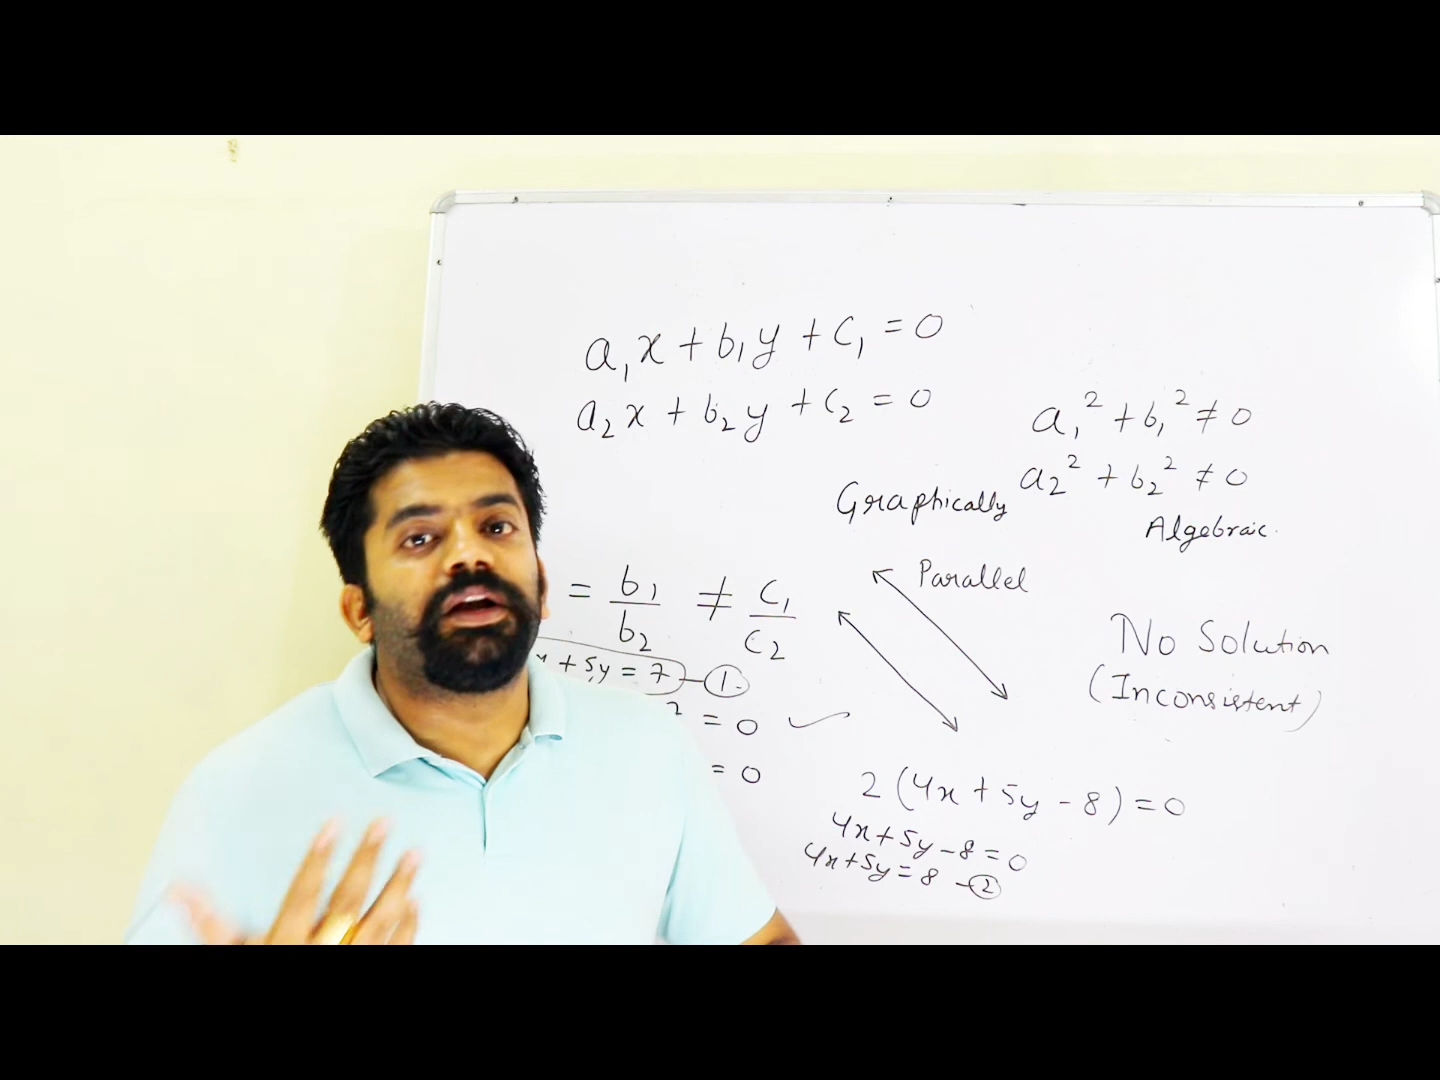 a₁x + b₁y + c₁ = 0
a₂x + b₂y + c₂ = 0
a₁² + b₁² ≠ 0
a₂² + b₂² ≠ 0
Graphically
Algebraic.
= b₁/b₂ ≠ c₁/c₂
Parallel
No Solution
(Inconsistent)
x + 5y = 7 - ①
= 0
= 0
2 (4x + 5y - 8) = 0
4x + 5y - 8 = 0
4x + 5y = 8 - ②